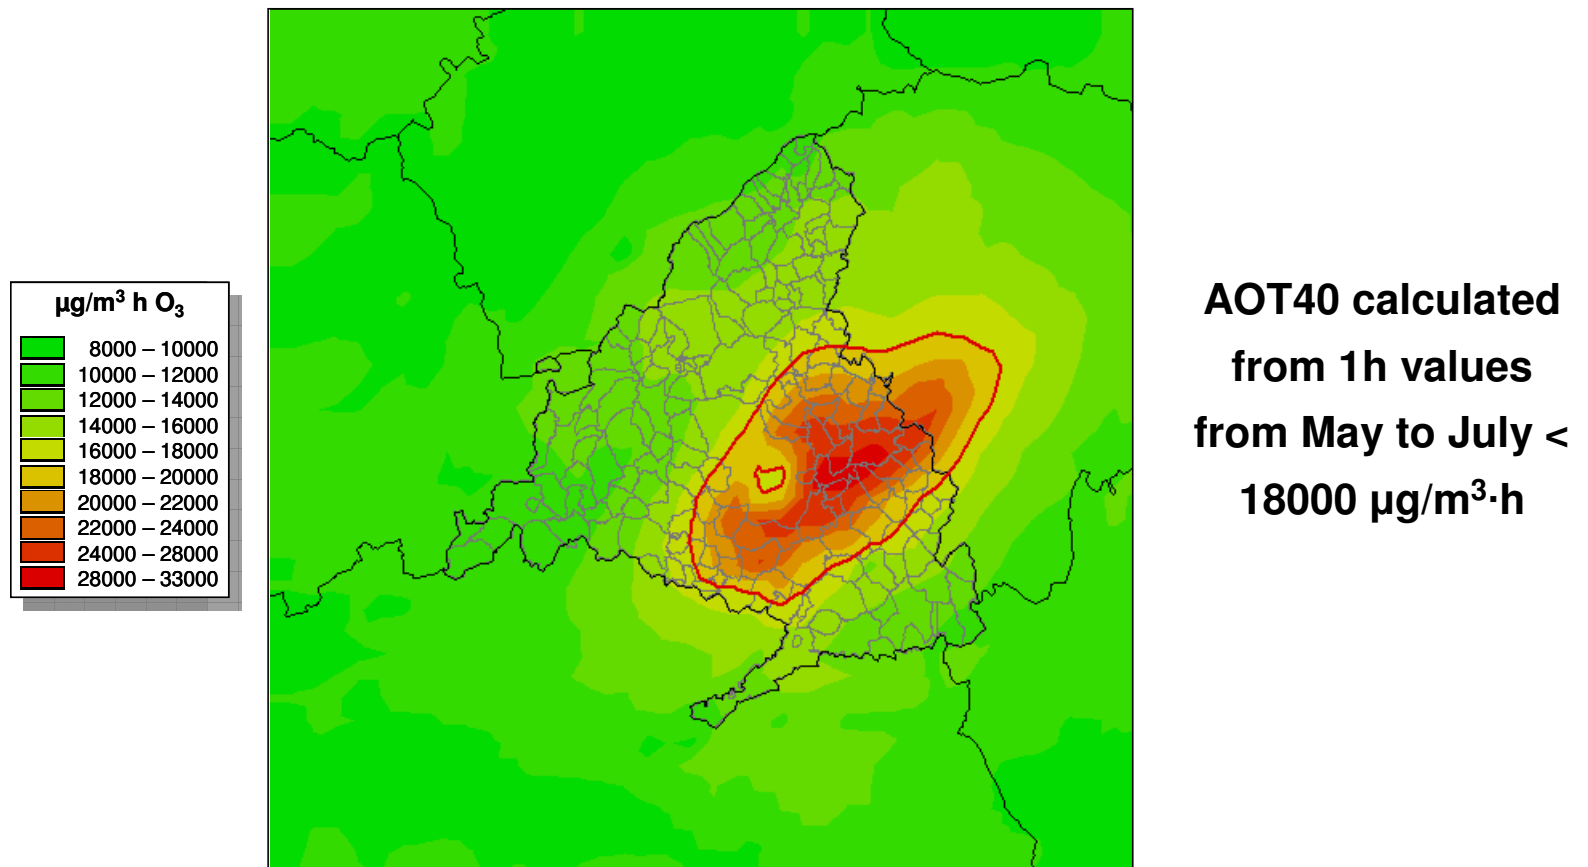 µg/m³ h O₃
8000 – 10000
10000 – 12000
12000 – 14000
14000 – 16000
16000 – 18000
18000 – 20000
20000 – 22000
22000 – 24000
24000 – 28000
28000 – 33000
AOT40 calculated
from 1h values
from May to July <
18000 µg/m³·h